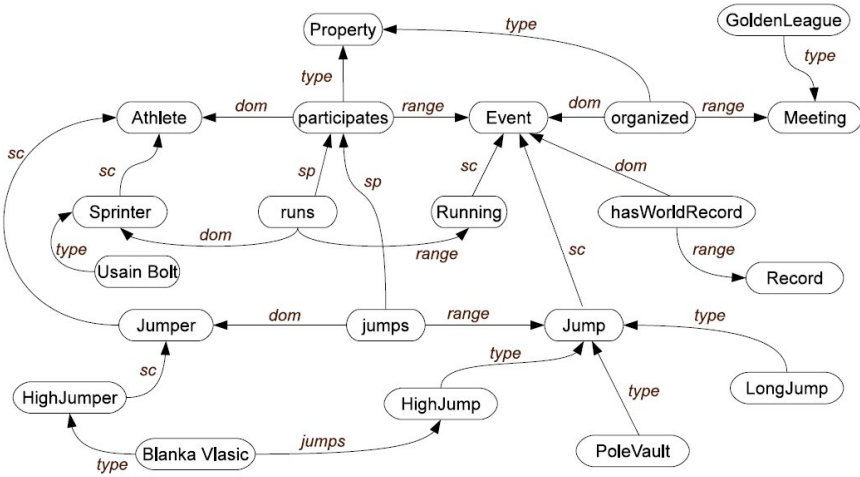 GoldenLeague
Property
type
type
type
Athlete
dom
participates
range
Event
dom
organized
range
Meeting
sc
sc
sp
sp
sc
dom
Sprinter
runs
Running
hasWorldRecord
type
dom
range
sc
range
Usain Bolt
Record
Jumper
dom
jumps
range
Jump
type
sc
type
HighJumper
HighJump
type
LongJump
type
Blanka Vlasic
jumps
PoleVault